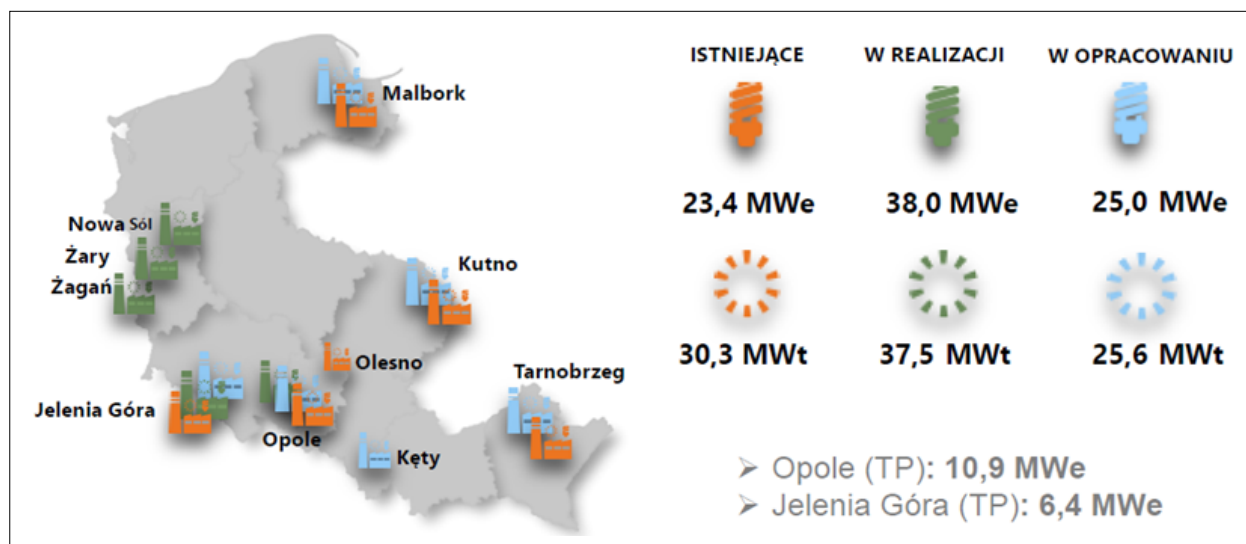 ISTNIEJĄCE
W REALIZACJI
W OPRACOWANIU
Malbork
23,4 MWe
38,0 MWe
25,0 MWe
Nowa Sól
Żary
Żagań
Kutno
30,3 MWt
37,5 MWt
25,6 MWt
Olesno
Tarnobrzeg
Jelenia Góra
Opole
Kęty
➢ Opole (TP): 10,9 MWe
➢ Jelenia Góra (TP): 6,4 MWe